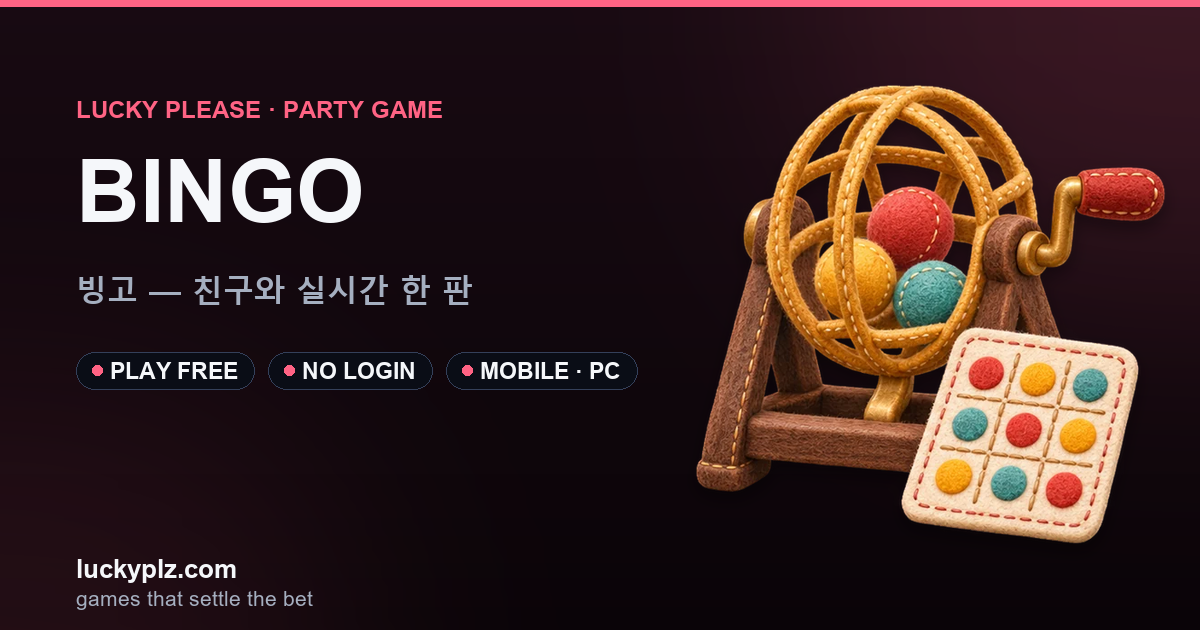 LUCKY PLEASE · PARTY GAME
BINGO
빙고 — 친구와 실시간 한 판
PLAY FREE NO LOGIN MOBILE · PC
luckyplz.com
games that settle the bet